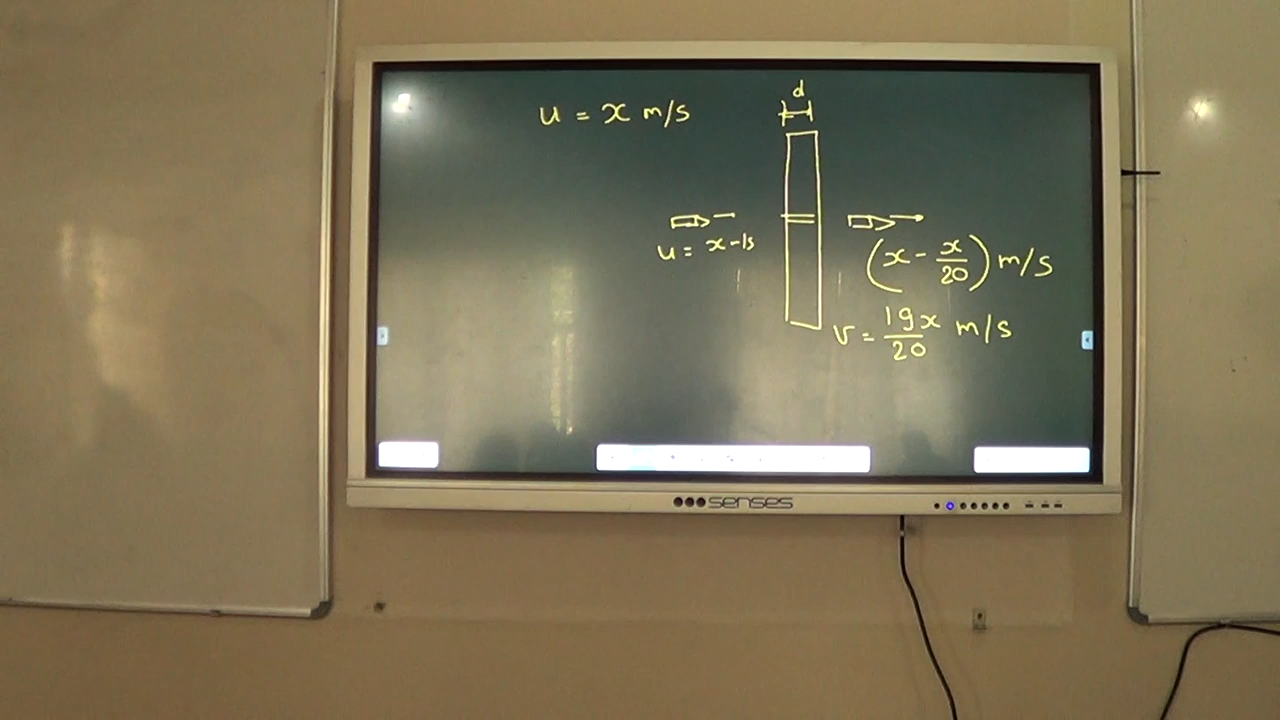 d
u = x m/s
u = x-1s
(x - x/20) m/s
v = 19x/20 m/s
senses